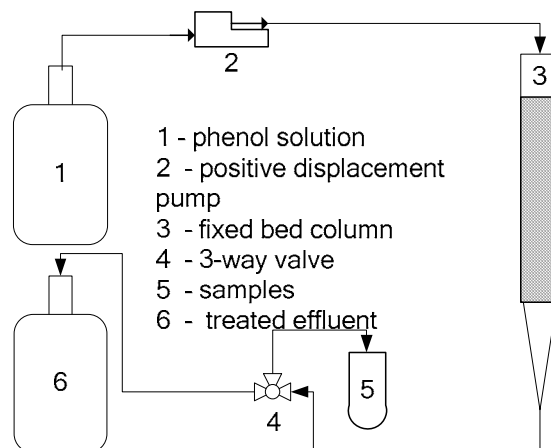 2
3
1
1 - phenol solution
2 - positive displacement
pump
3 - fixed bed column
4 - 3-way valve
5 - samples
6 - treated effluent
6
4
5